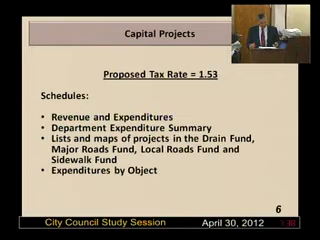 Capital Projects
Proposed Tax Rate = 1.53
Schedules:
• Revenue and Expenditures
• Department Expenditure Summary
• Lists and maps of projects in the Drain Fund,
Major Roads Fund, Local Roads Fund and
Sidewalk Fund
• Expenditures by Object
6
City Council Study Session
April 30, 2012